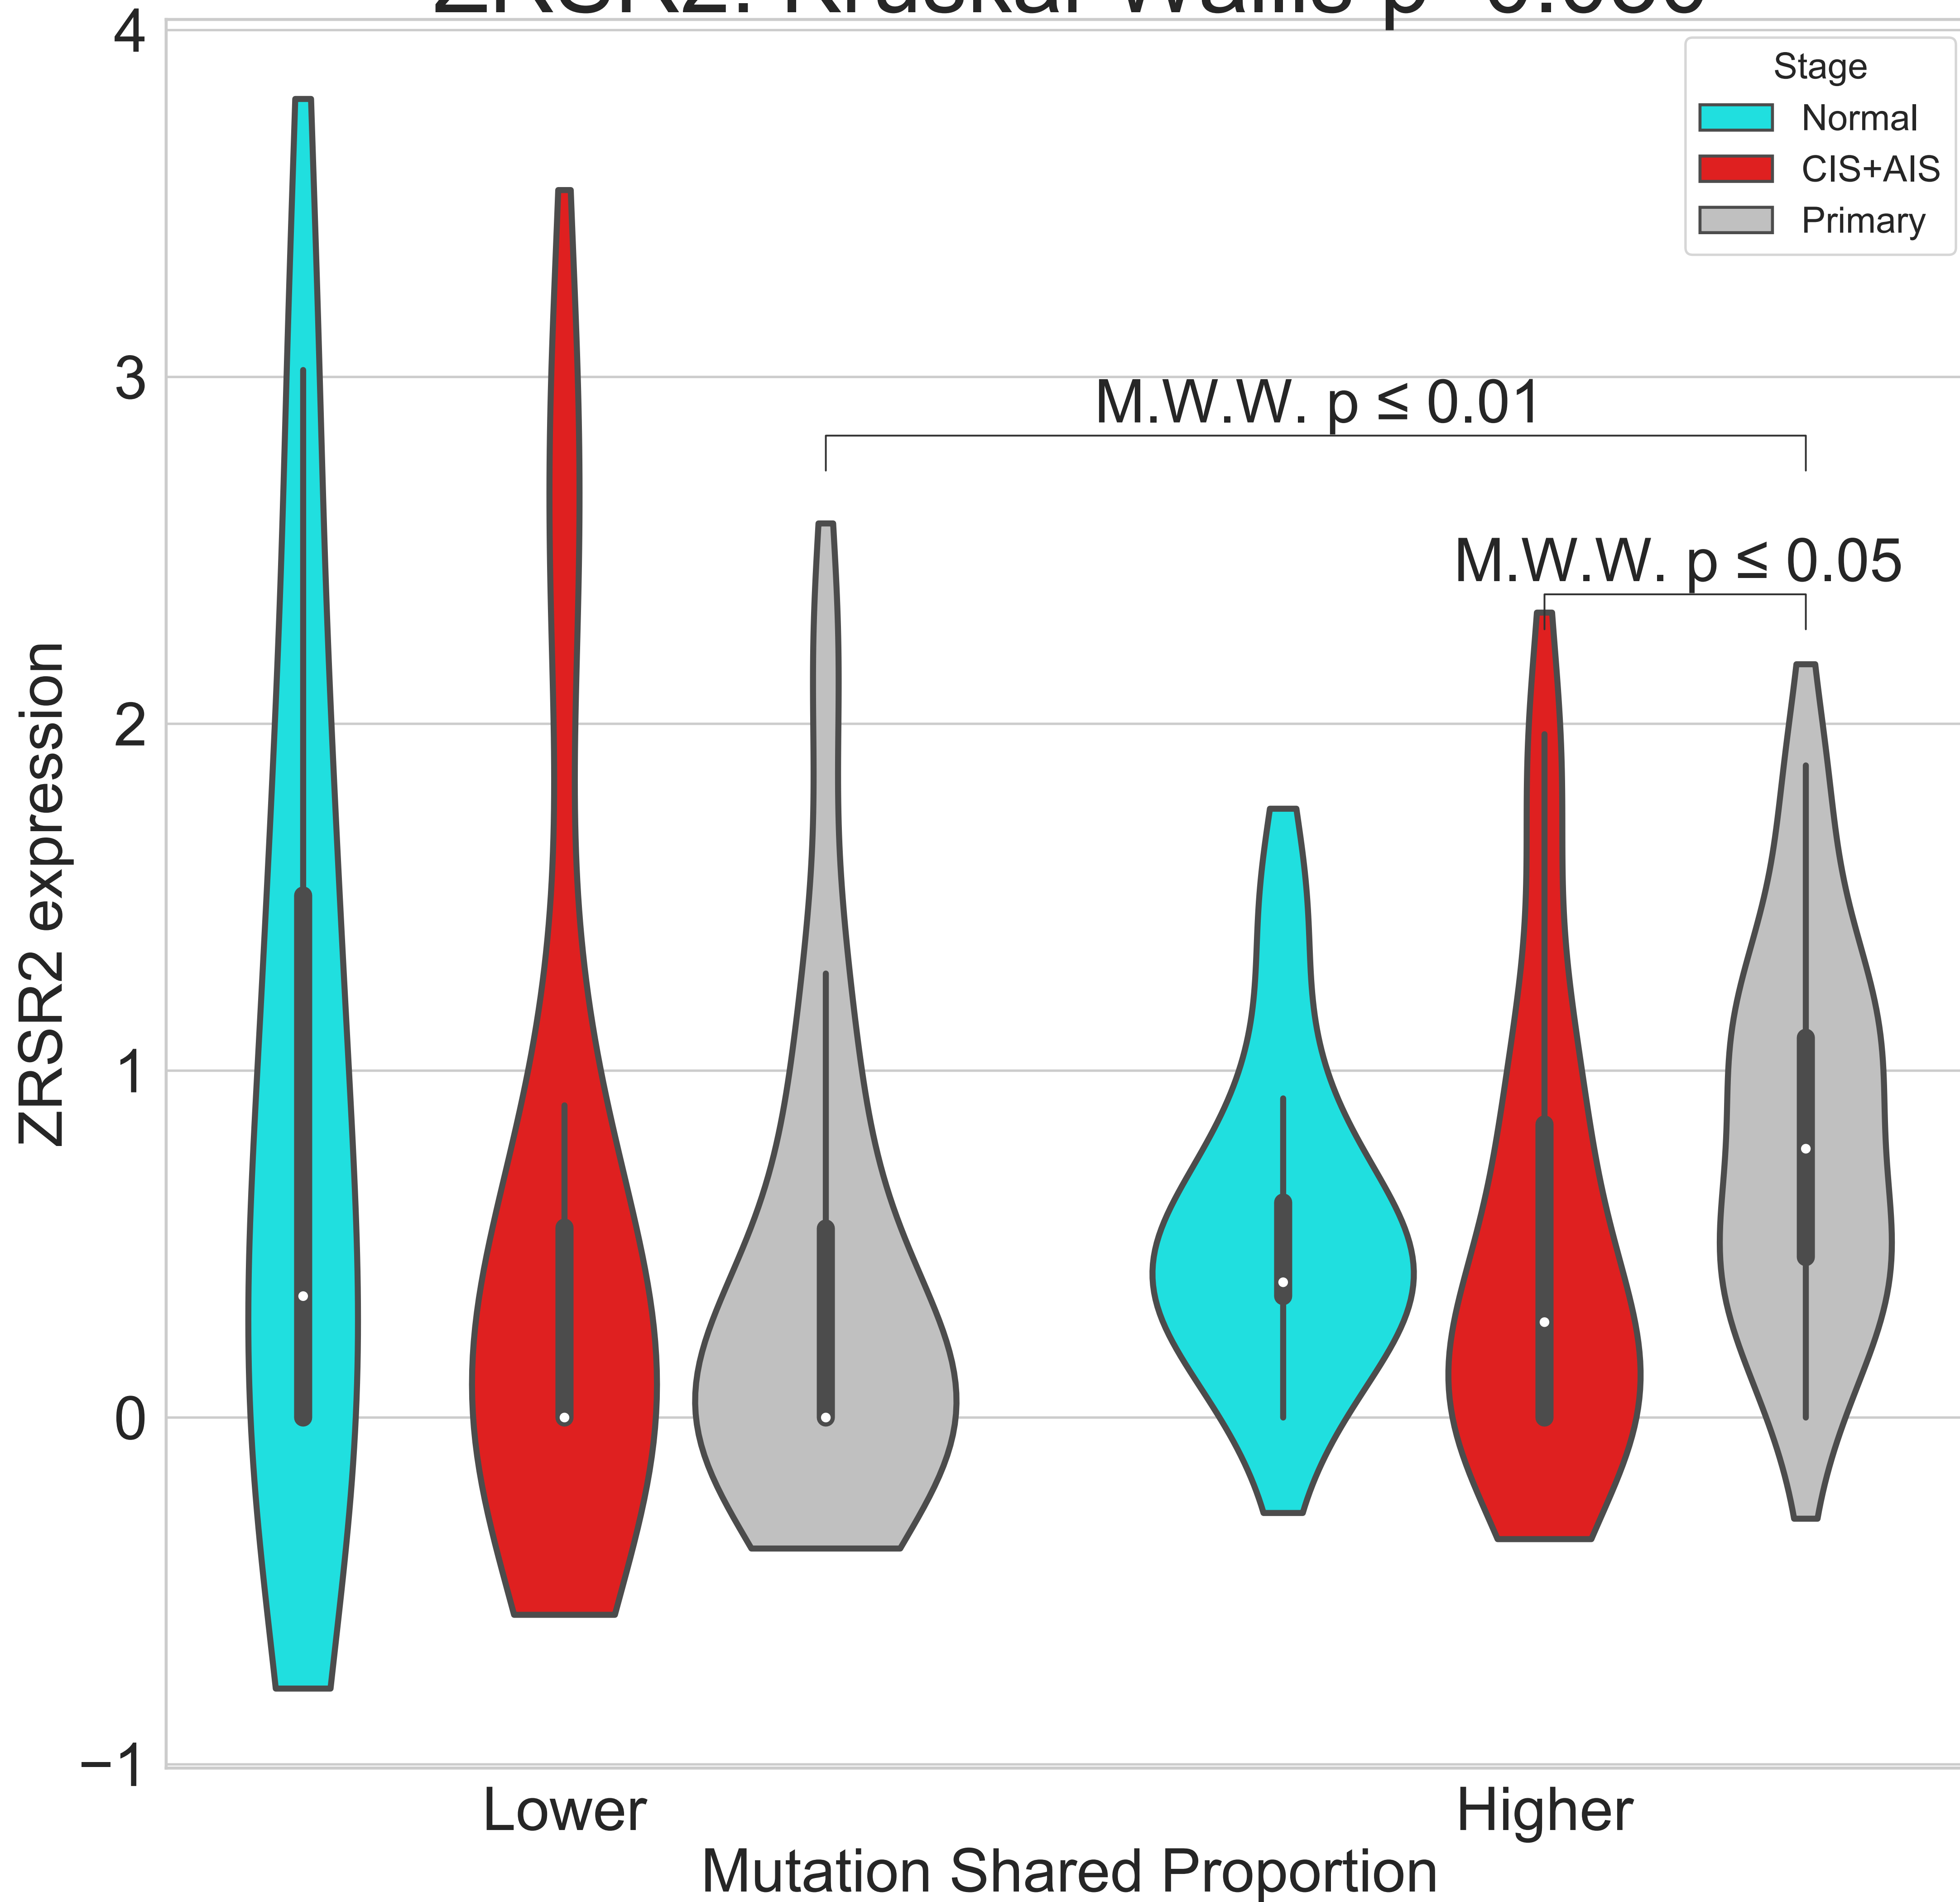 4
Stage
Normal
CIS+AIS
Primary
3
M.W.W. p ≤ 0.01
M.W.W. p ≤ 0.05
2
1
0
−1
ZRSR2 expression
Lower
Higher
Mutation Shared Proportion